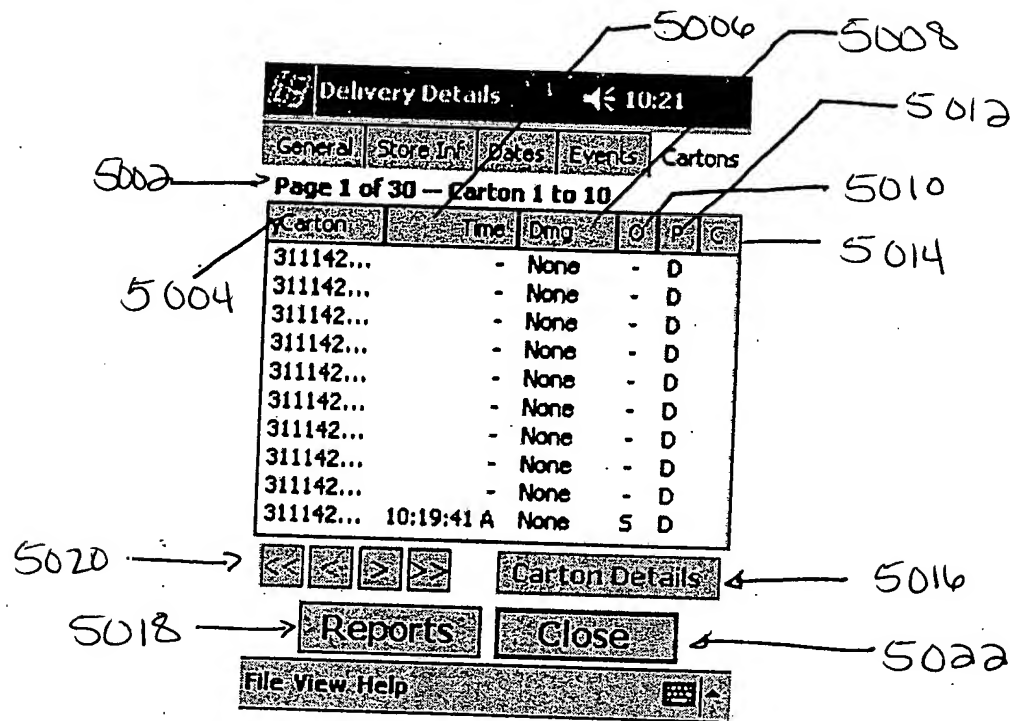 5006
5008
Delivery Details 10:21
5012
General Store Inf Dates Events Cartons
5002 Page 1 of 30 — Carton 1 to 10
5010
Carton Time Dmg O P C
5014
311142... - None - D
5004
311142... - None - D
311142... - None - D
311142... - None - D
311142... - None - D
311142... - None - D
311142... - None - D
311142... - None - D
311142... - None - D
311142... 10:19:41 A None S D
5020 << < > >> Carton Details 5016
5018 Reports Close 5022
File View Help